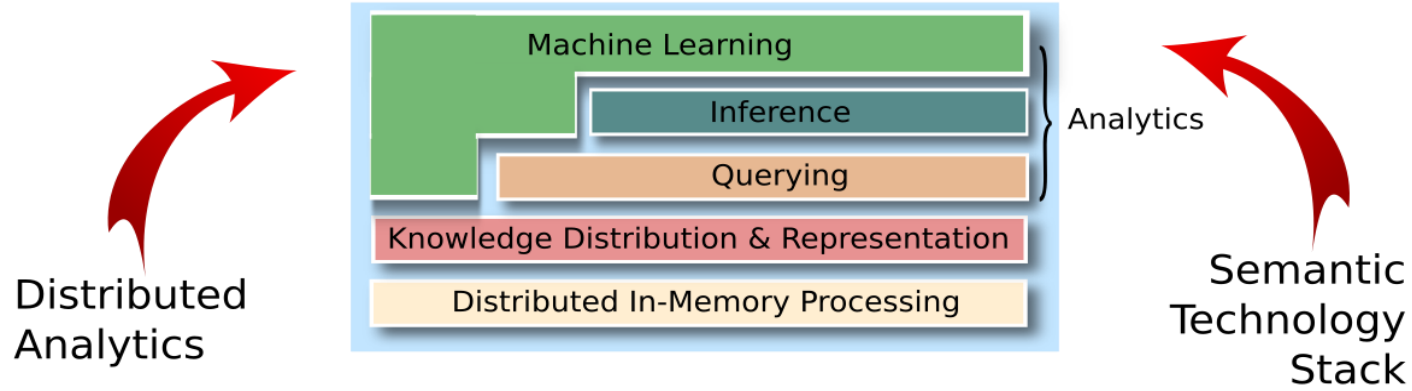 Machine Learning
Inference
Analytics
Querying
Knowledge Distribution & Representation
Distributed In-Memory Processing
Distributed
Analytics
Semantic
Technology
Stack